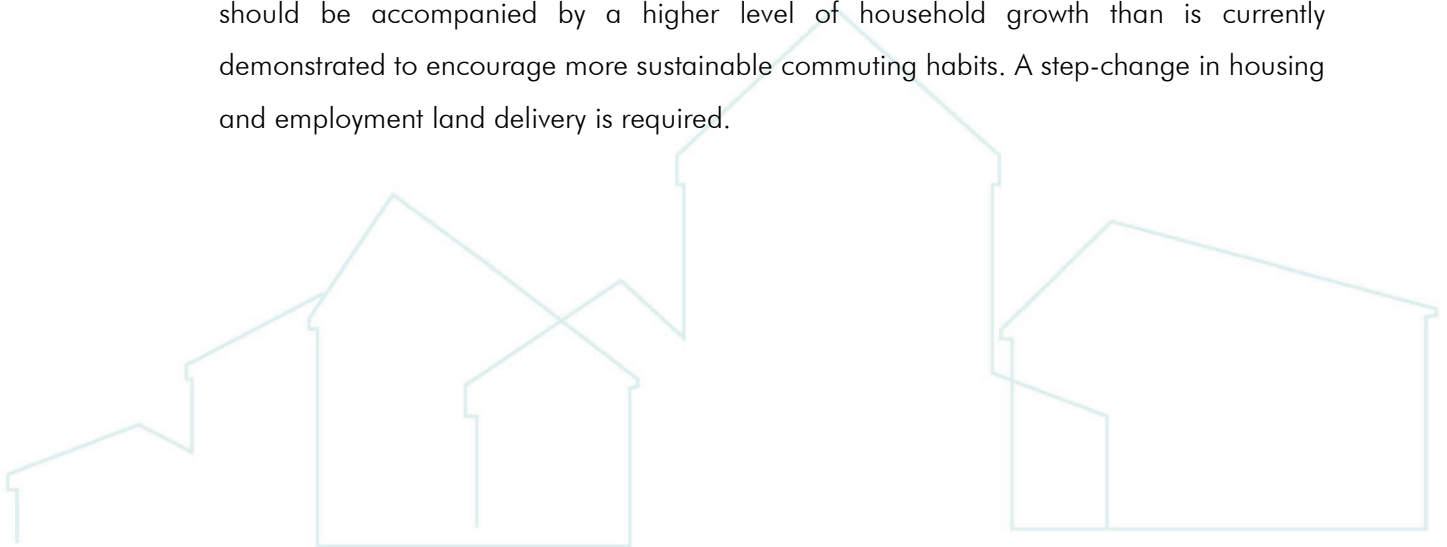 should be accompanied by a higher level of household growth than is currently
demonstrated to encourage more sustainable commuting habits. A step-change in housing
and employment land delivery is required.